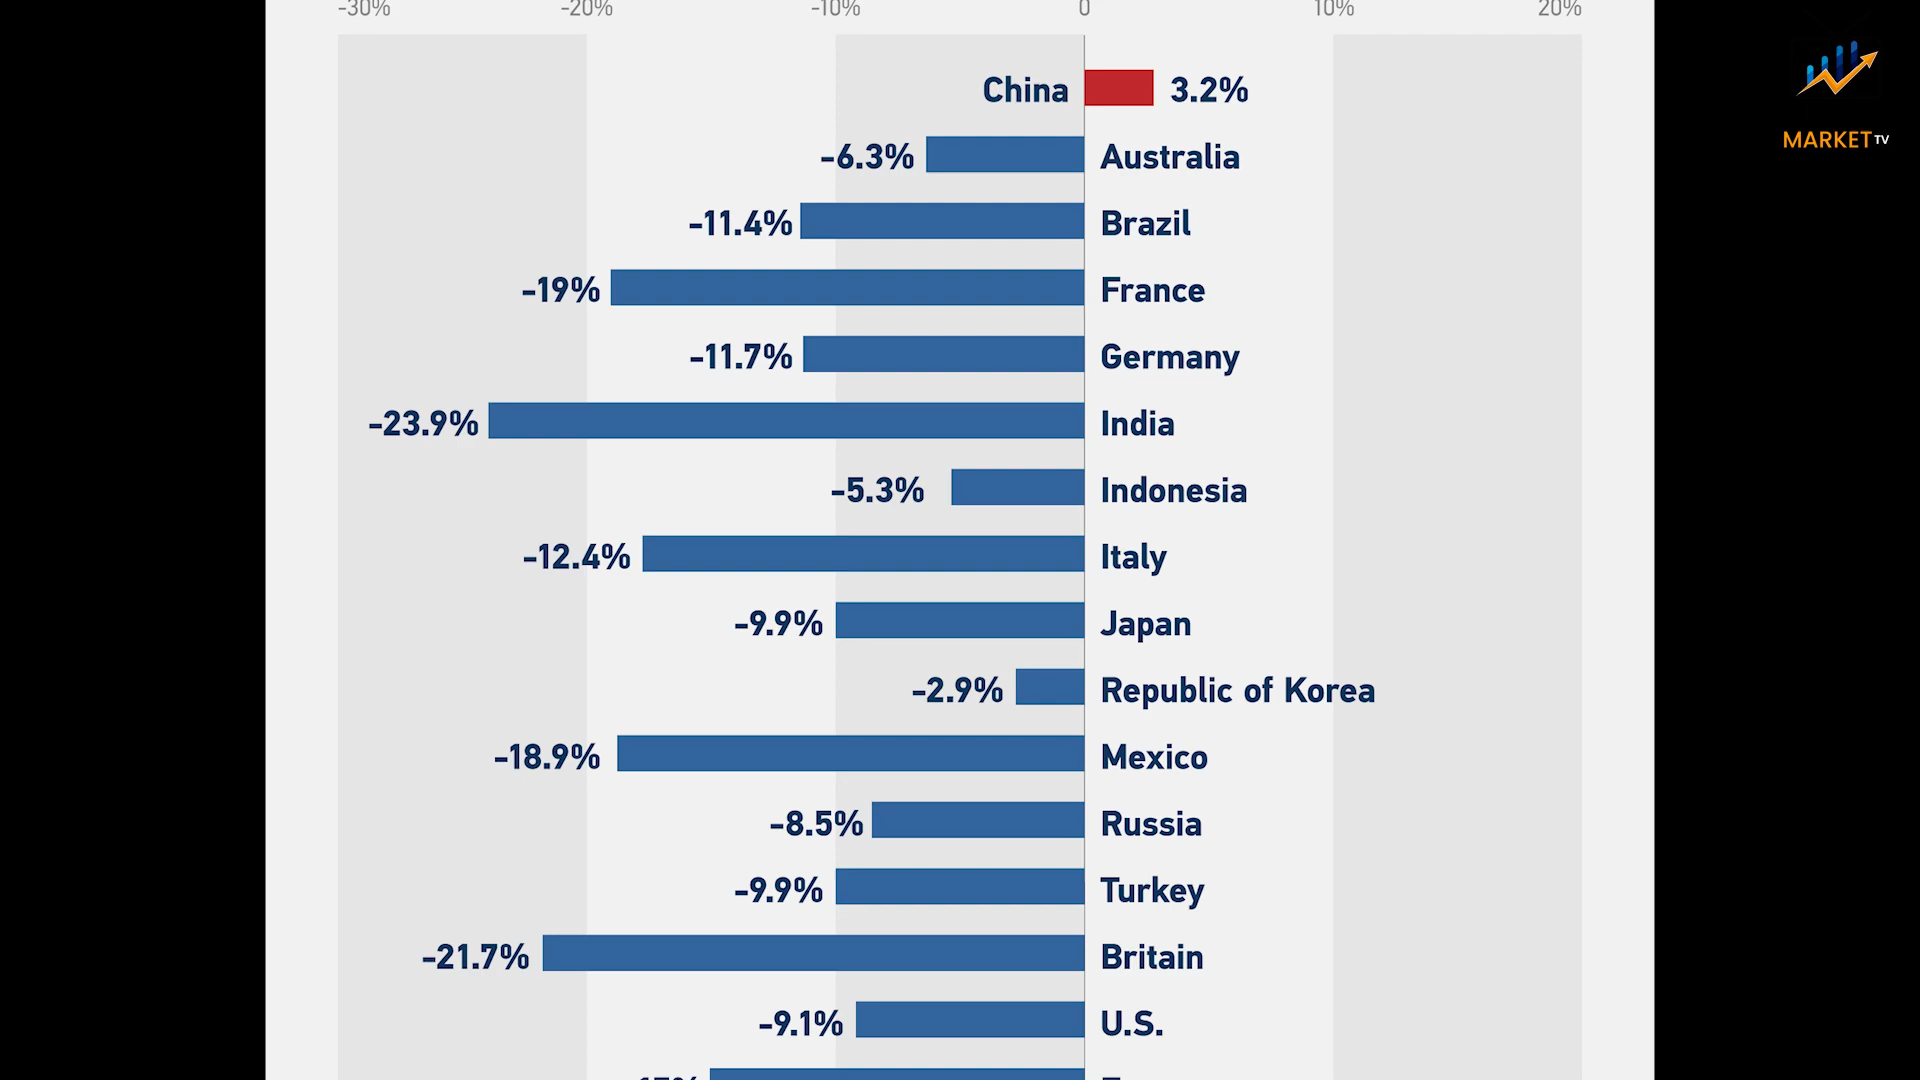 -30% -20% -10% 0 10% 20%
China 3.2%
-6.3% Australia
-11.4% Brazil
-19% France
-11.7% Germany
-23.9% India
-5.3% Indonesia
-12.4% Italy
-9.9% Japan
-2.9% Republic of Korea
-18.9% Mexico
-8.5% Russia
-9.9% Turkey
-21.7% Britain
-9.1% U.S.
MARKET TV